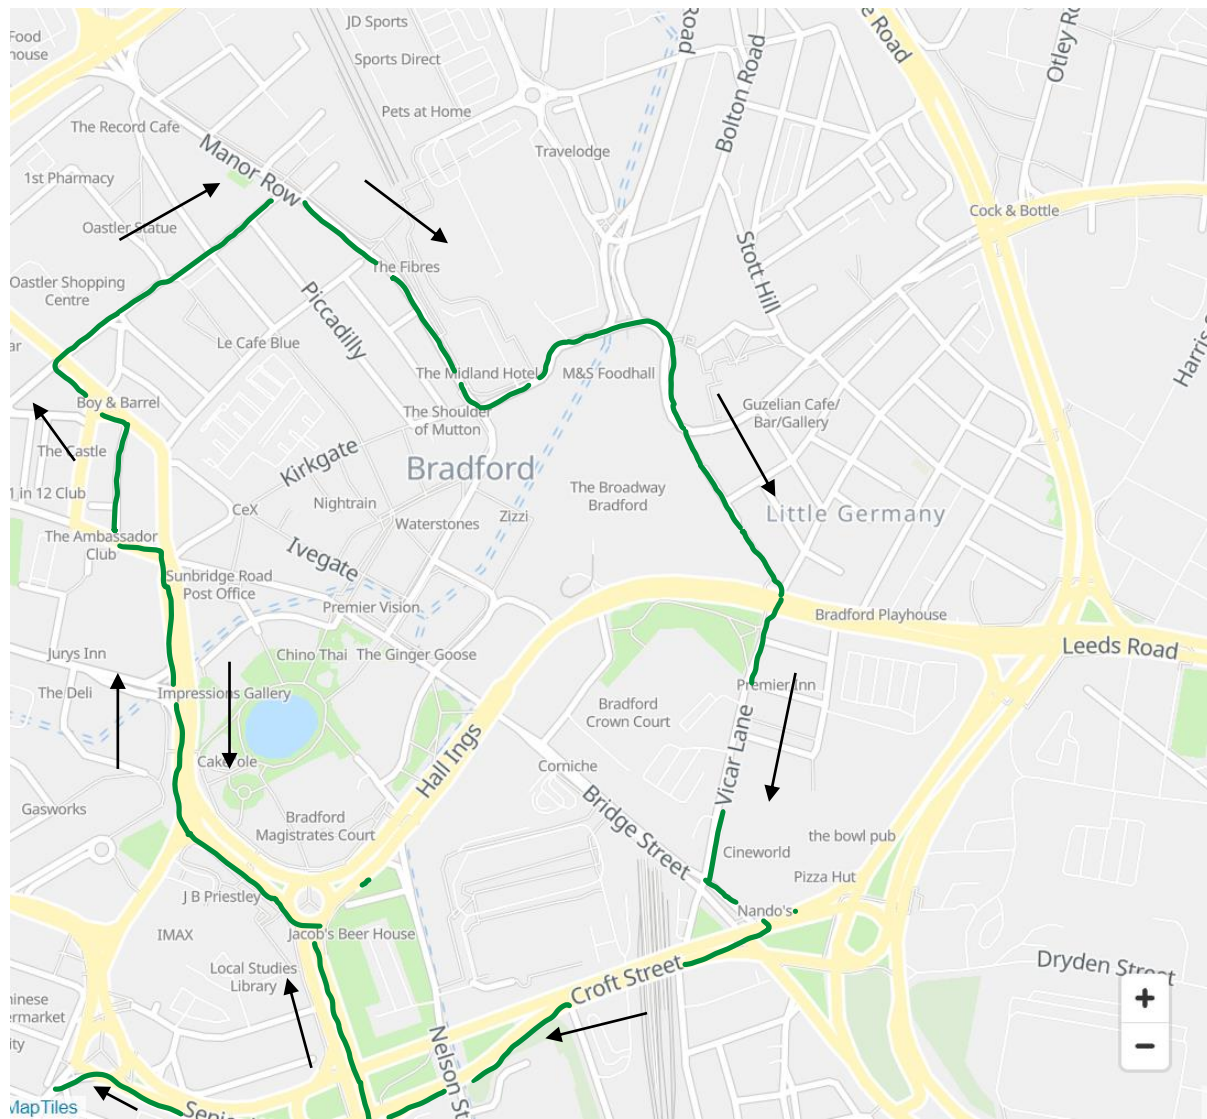 Food
house
JD Sports
Sports Direct
Pets at Home
Road
Bolton Road
e Road
Otley Ro
The Record Cafe
Manor Row
Travelodge
1st Pharmacy
Cock & Bottle
Oastler Statue
Stott Hill
The Fibres
Oastler Shopping
Centre
Piccadilly
Harris
ar
Le Cafe Blue
The Midland Hotel
M&S Foodhall
Boy & Barrel
The Shoulder
of Mutton
Guzelian Cafe/
Bar/Gallery
The Castle
Kirkgate
Bradford
1 in 12 Club
Nightrain
The Broadway
Bradford
CeX
Waterstones
Zizzi
Little Germany
The Ambassador
Club
Ivegate
Sunbridge Road
Post Office
Premier Vision
Bradford Playhouse
Leeds Road
Jurys Inn
Chino Thai
The Ginger Goose
The Deli
Impressions Gallery
Premier Inn
Bradford
Crown Court
Hall Ings
Vicar Lane
Corniche
Gasworks
Bradford
Magistrates Court
Bridge Street
the bowl pub
Cineworld
Pizza Hut
J B Priestley
Nando's
IMAX
Jacob's Beer House
Local Studies
Library
Croft Street
Dryden Street
hinese
ermarket
ity
+
−
Nelson St
MapTiles